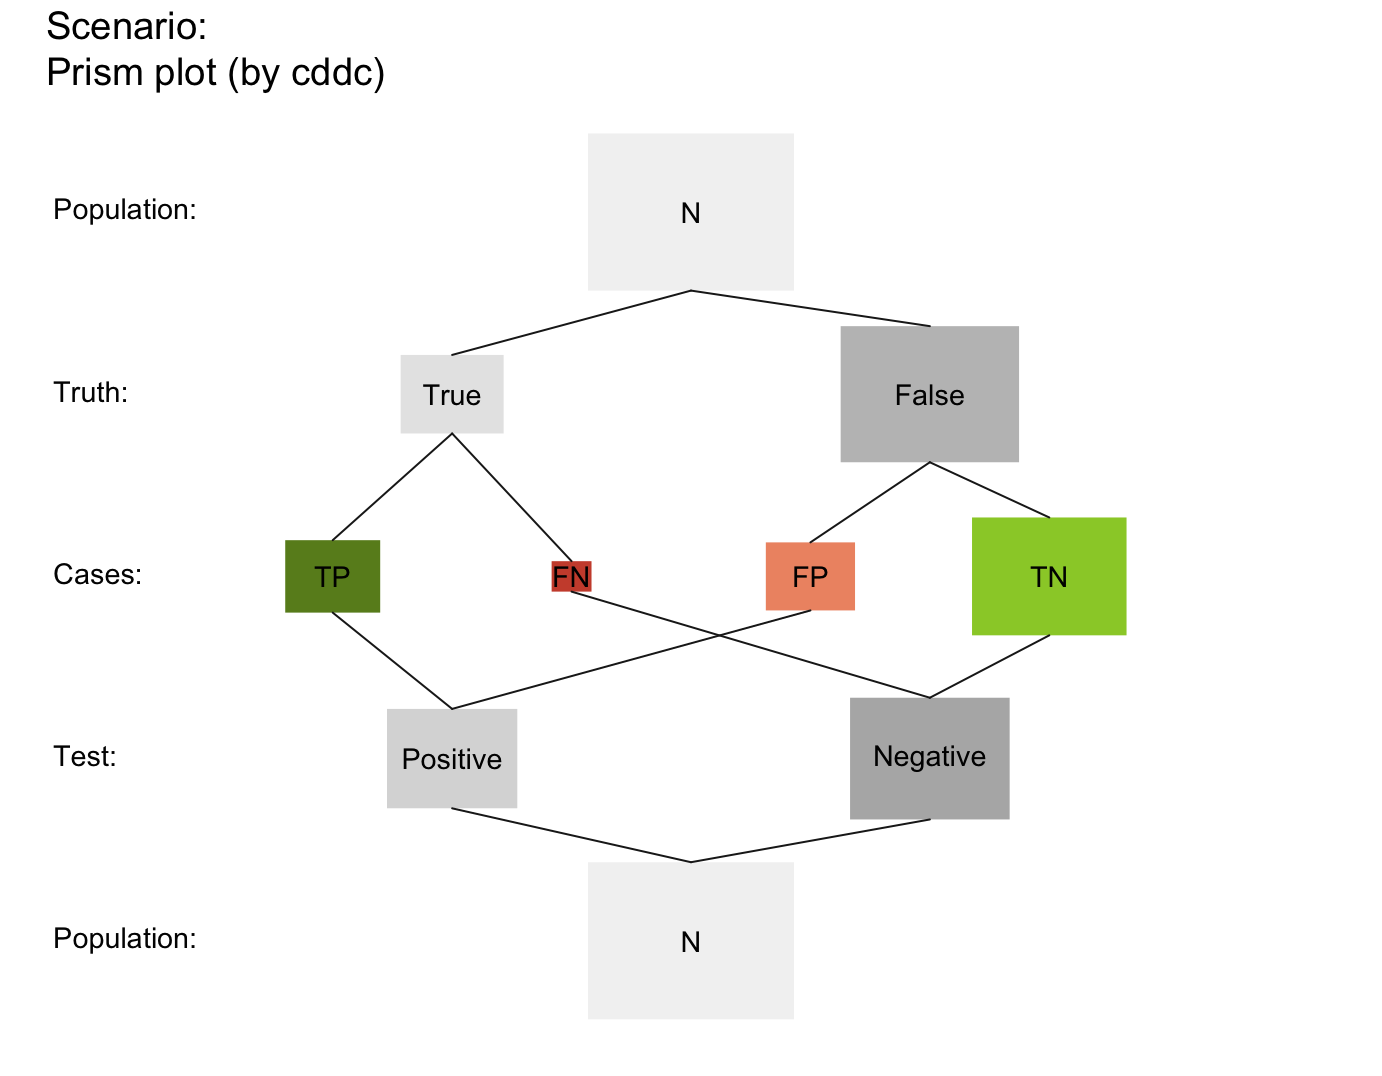 Scenario:
Prism plot (by cddc)
Population:
N
Truth:
True
False
Cases:
TP
FN
FP
TN
Test:
Positive
Negative
Population:
N